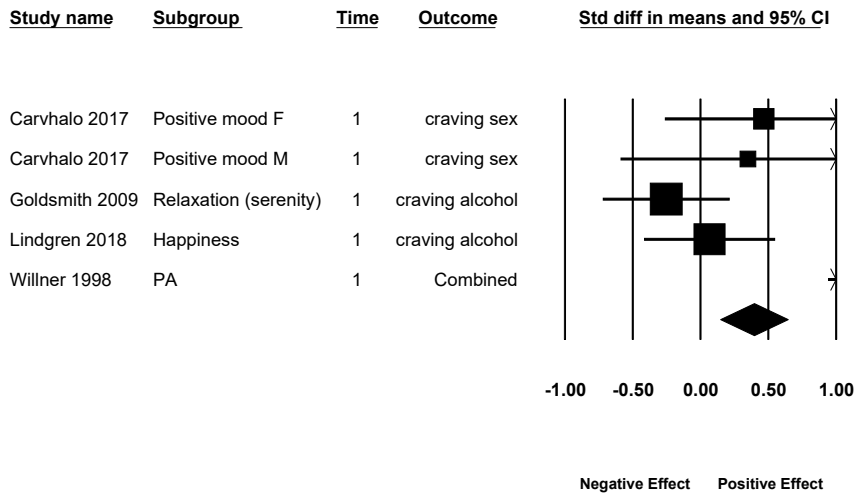 Study name Subgroup Time Outcome Std diff in means and 95% CI
Carvhalo 2017 Positive mood F 1 craving sex
Carvhalo 2017 Positive mood M 1 craving sex
Goldsmith 2009 Relaxation (serenity) 1 craving alcohol
Lindgren 2018 Happiness 1 craving alcohol
Willner 1998 PA 1 Combined
-1.00 -0.50 0.00 0.50 1.00
Negative Effect Positive Effect